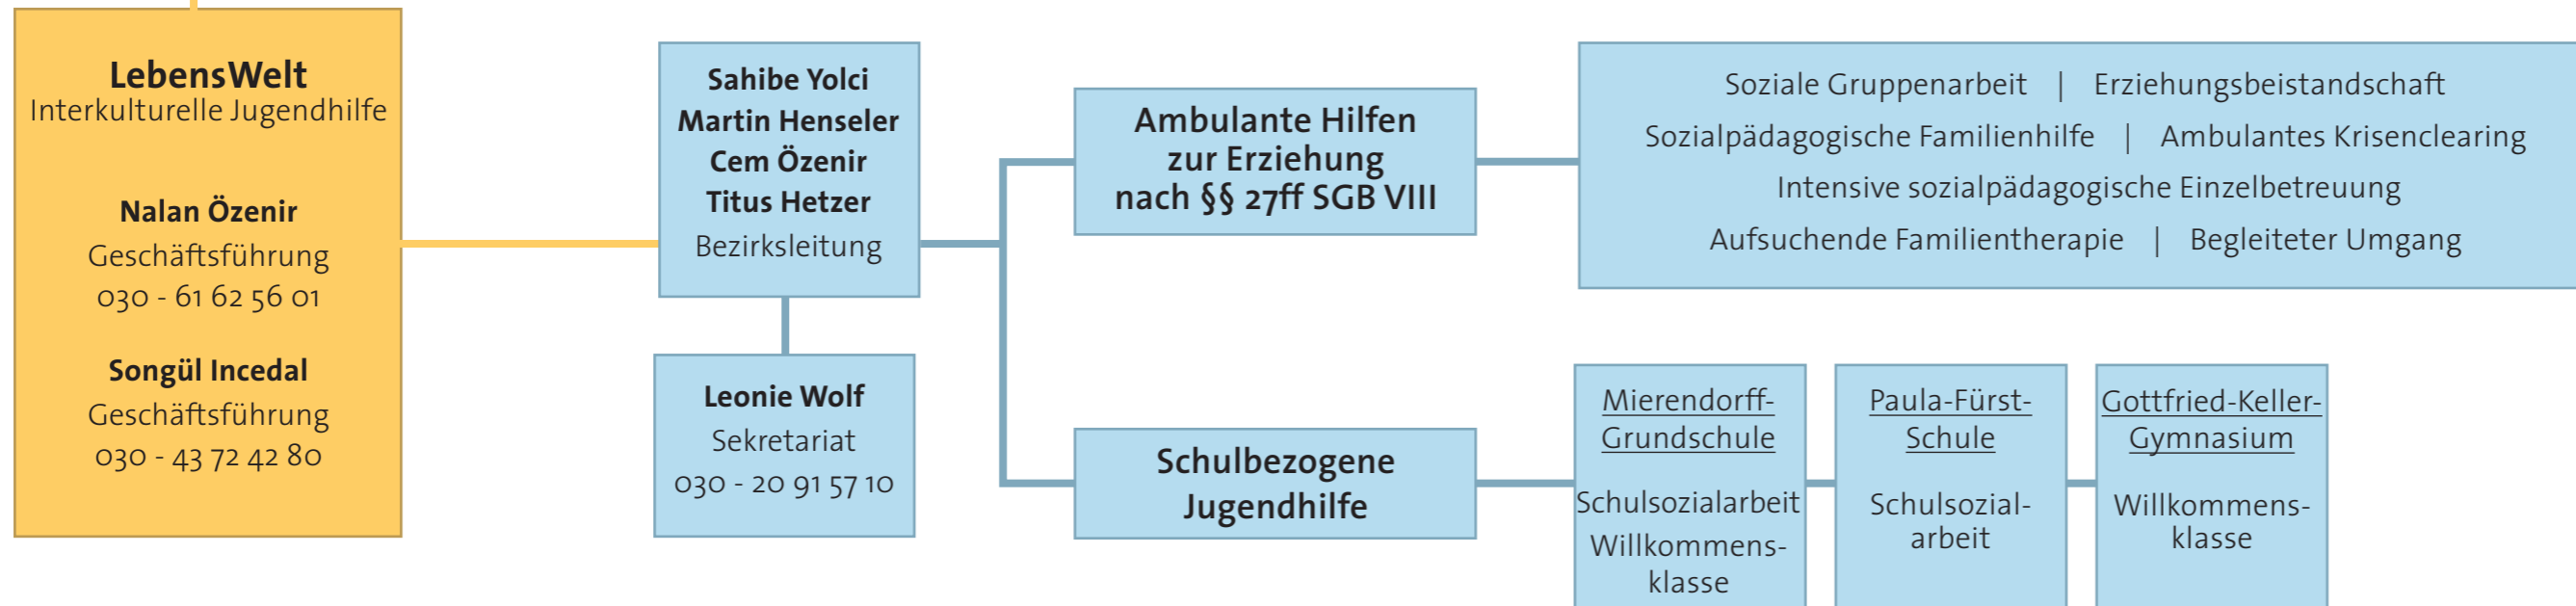 LebensWelt
Interkulturelle Jugendhilfe
Nalan Özenir
Geschäftsführung
030 - 61 62 56 01
Songül Incedal
Geschäftsführung
030 - 43 72 42 80
Sahibe Yolci
Martin Henseler
Cem Özenir
Titus Hetzer
Bezirksleitung
Leonie Wolf
Sekretariat
030 - 20 91 57 10
Ambulante Hilfen
zur Erziehung
nach §§ 27ff SGB VIII
Soziale Gruppenarbeit | Erziehungsbeistandschaft
Sozialpädagogische Familienhilfe | Ambulantes Krisenclearing
Intensive sozialpädagogische Einzelbetreuung
Aufsuchende Familientherapie | Begleiteter Umgang
Schulbezogene
Jugendhilfe
Mierendorff-
Grundschule
Schulsozialarbeit
Willkommens-
klasse
Paula-Fürst-
Schule
Schulsozial-
arbeit
Gottfried-Keller-
Gymnasium
Willkommens-
klasse